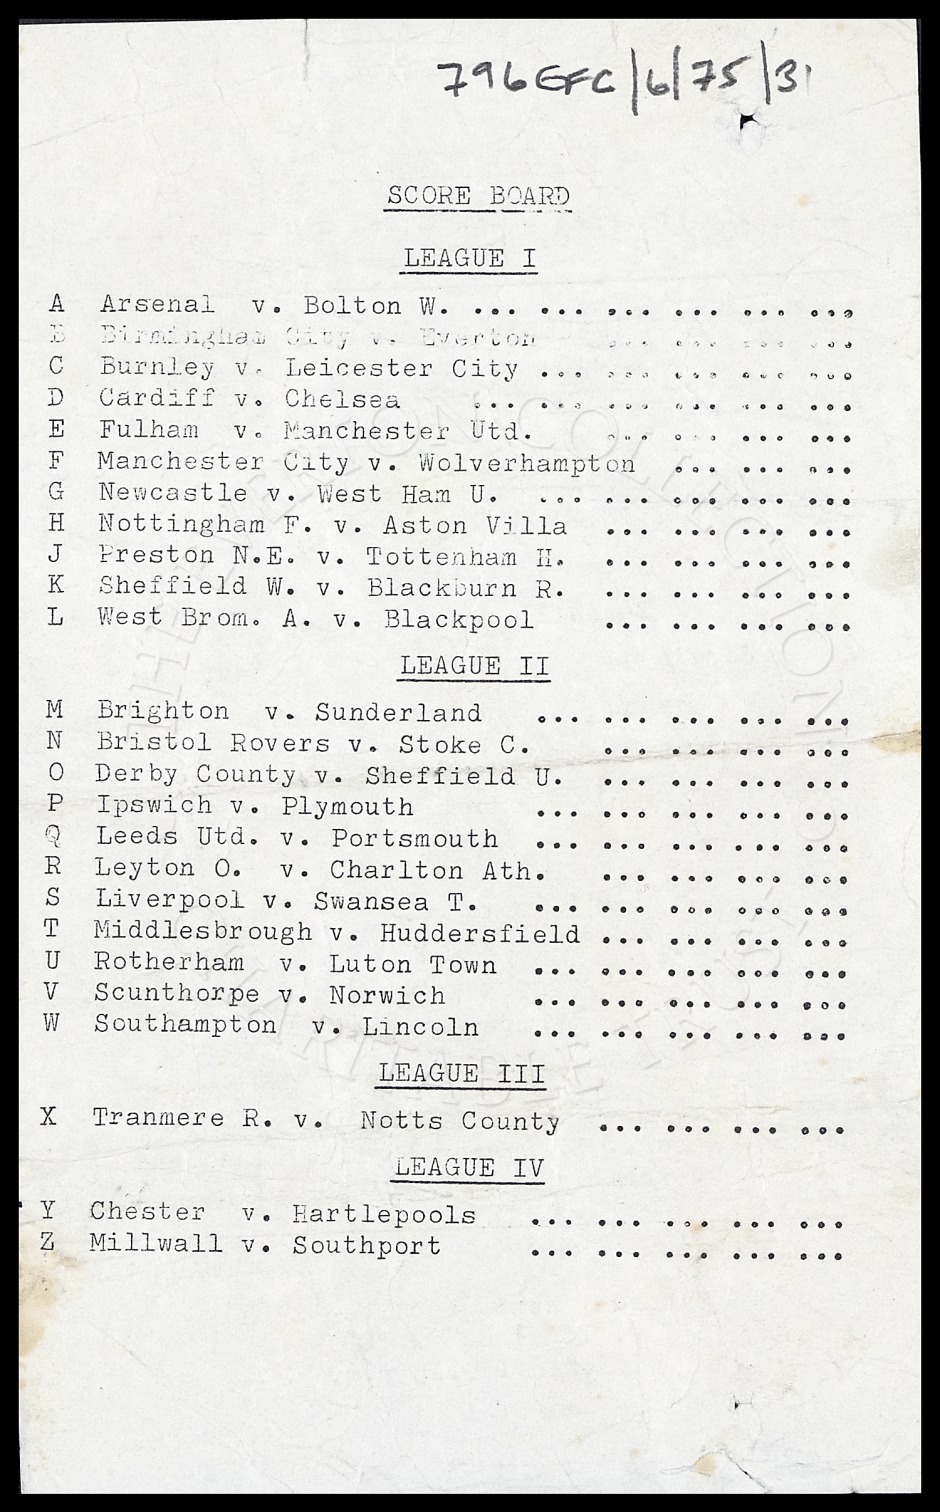 796EFC/6/75/31
SCORE BOARD
LEAGUE I
A Arsenal v. Bolton W. ... ... ... ... ... ...
B Birmingham City v. Everton ... ... ... ...
C Burnley v. Leicester City ... ... ... ... ...
D Cardiff v. Chelsea ... ... ... ... ... ...
E Fulham v. Manchester Utd. ... ... ... ...
F Manchester City v. Wolverhampton ... ... ...
G Newcastle v. West Ham U. ... ... ... ... ...
H Nottingham F. v. Aston Villa ... ... ... ...
J Preston N.E. v. Tottenham H. ... ... ... ...
K Sheffield W. v. Blackburn R. ... ... ... ...
L West Brom. A. v. Blackpool ... ... ... ...
LEAGUE II
M Brighton v. Sunderland ... ... ... ... ...
N Bristol Rovers v. Stoke C. ... ... ... ...
O Derby County v. Sheffield U. ... ... ... ...
P Ipswich v. Plymouth ... ... ... ... ...
Q Leeds Utd. v. Portsmouth ... ... ... ... ...
R Leyton O. v. Charlton Ath. ... ... ... ...
S Liverpool v. Swansea T. ... ... ... ... ...
T Middlesbrough v. Huddersfield ... ... ... ...
U Rotherham v. Luton Town ... ... ... ... ...
V Scunthorpe v. Norwich ... ... ... ... ...
W Southampton v. Lincoln ... ... ... ... ...
LEAGUE III
X Tranmere R. v. Notts County ... ... ... ...
LEAGUE IV
Y Chester v. Hartlepools ... ... ... ... ...
Z Millwall v. Southport ... ... ... ... ...